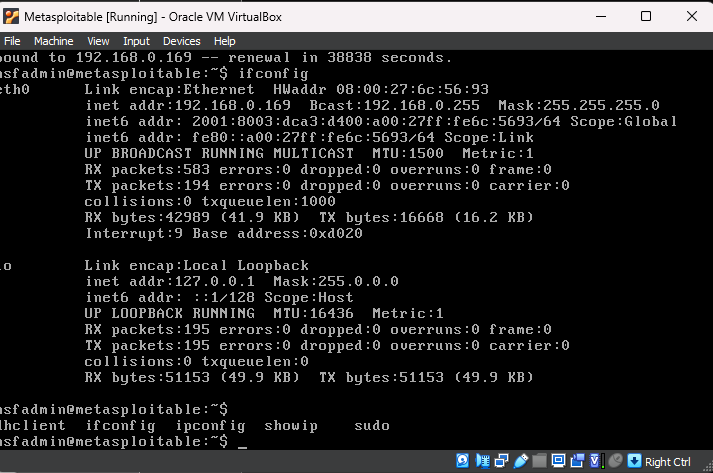 Metasploitable [Running] - Oracle VM VirtualBox
File Machine View Input Devices Help
ound to 192.168.0.169 -- renewal in 38838 seconds.
nsfadmin@metasploitable:~$ ifconfig
eth0 Link encap:Ethernet HWaddr 08:00:27:6c:56:93
inet addr:192.168.0.169 Bcast:192.168.0.255 Mask:255.255.255.0
inet6 addr: 2001:8003:dca3:d400:a00:27ff:fe6c:5693/64 Scope:Global
inet6 addr: fe80::a00:27ff:fe6c:5693/64 Scope:Link
UP BROADCAST RUNNING MULTICAST MTU:1500 Metric:1
RX packets:583 errors:0 dropped:0 overruns:0 frame:0
TX packets:194 errors:0 dropped:0 overruns:0 carrier:0
collisions:0 txqueuelen:1000
RX bytes:42989 (41.9 KB) TX bytes:16668 (16.2 KB)
Interrupt:9 Base address:0xd020
lo Link encap:Local Loopback
inet addr:127.0.0.1 Mask:255.0.0.0
inet6 addr: ::1/128 Scope:Host
UP LOOPBACK RUNNING MTU:16436 Metric:1
RX packets:195 errors:0 dropped:0 overruns:0 frame:0
TX packets:195 errors:0 dropped:0 overruns:0 carrier:0
collisions:0 txqueuelen:0
RX bytes:51153 (49.9 KB) TX bytes:51153 (49.9 KB)
nsfadmin@metasploitable:~$
dhclient ifconfig ipconfig showip sudo
nsfadmin@metasploitable:~$ _
Right Ctrl